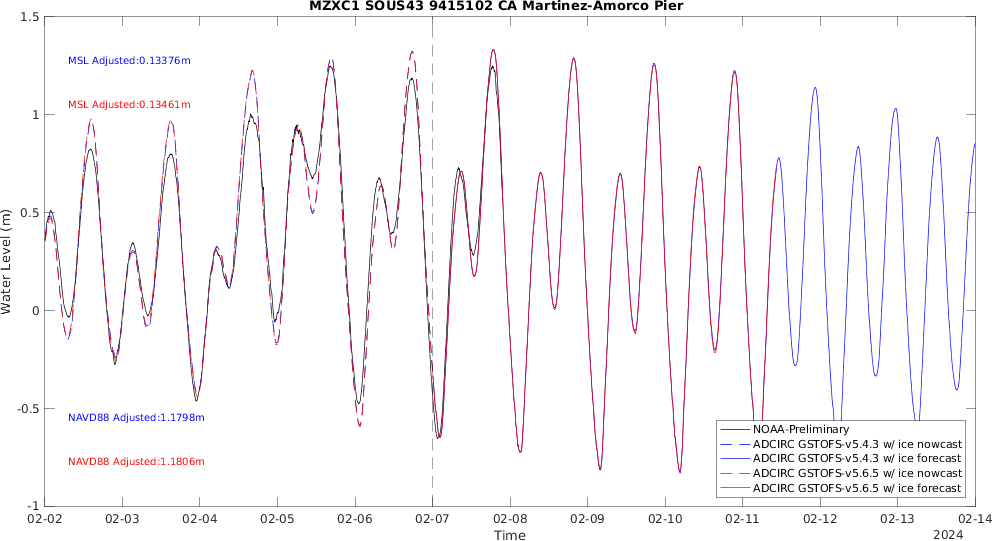 MZXC1 SOUS43 9415102 CA Martinez-Amorco Pier
1.5
1
0.5
0
-0.5
-1
Water Level (m)
MSL Adjusted:0.13376m
MSL Adjusted:0.13461m
NAVD88 Adjusted:1.1798m
NAVD88 Adjusted:1.1806m
NOAA-Preliminary
ADCIRC GSTOFS-v5.4.3 w/ ice nowcast
ADCIRC GSTOFS-v5.4.3 w/ ice forecast
ADCIRC GSTOFS-v5.6.5 w/ ice nowcast
ADCIRC GSTOFS-v5.6.5 w/ ice forecast
02-02 02-03 02-04 02-05 02-06 02-07 02-08 02-09 02-10 02-11 02-12 02-13 02-14
Time
2024